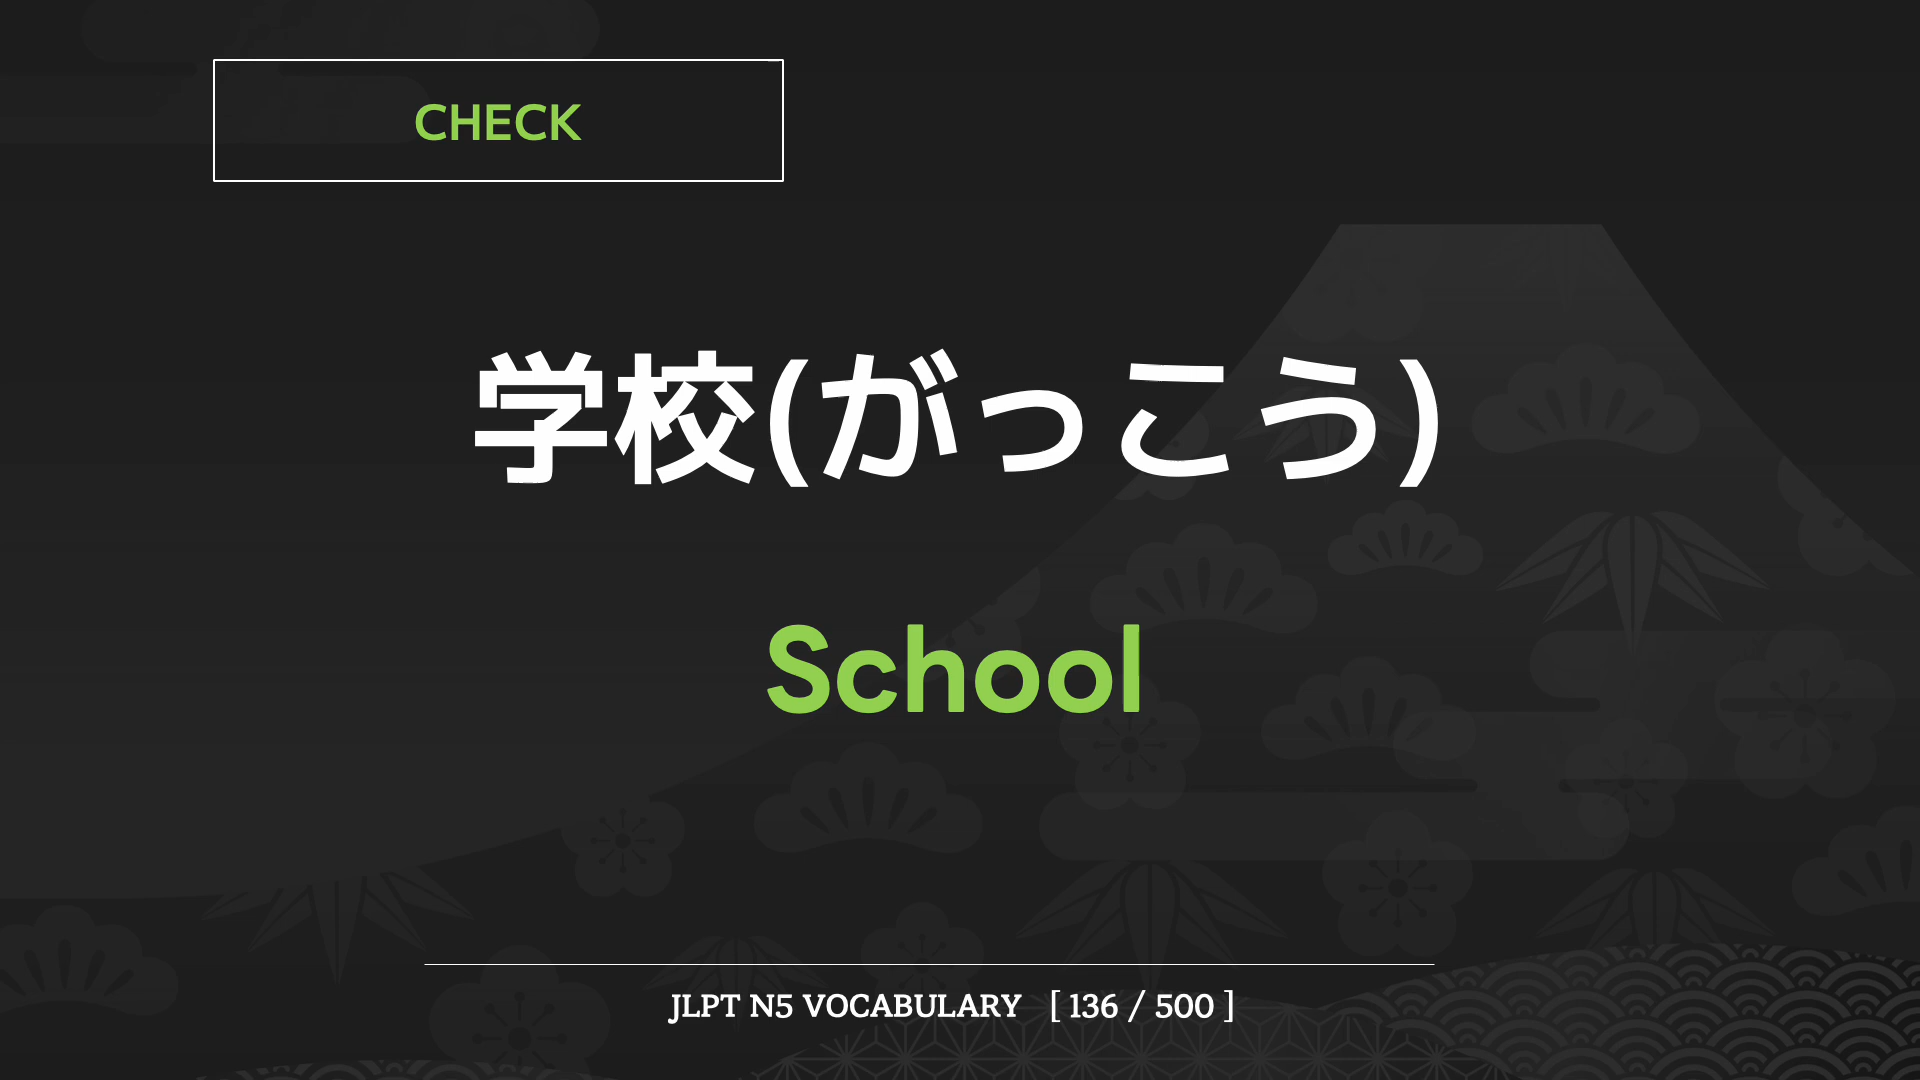 CHECK
学校(がっこう)
School
JLPT N5 VOCABULARY [ 136 / 500 ]